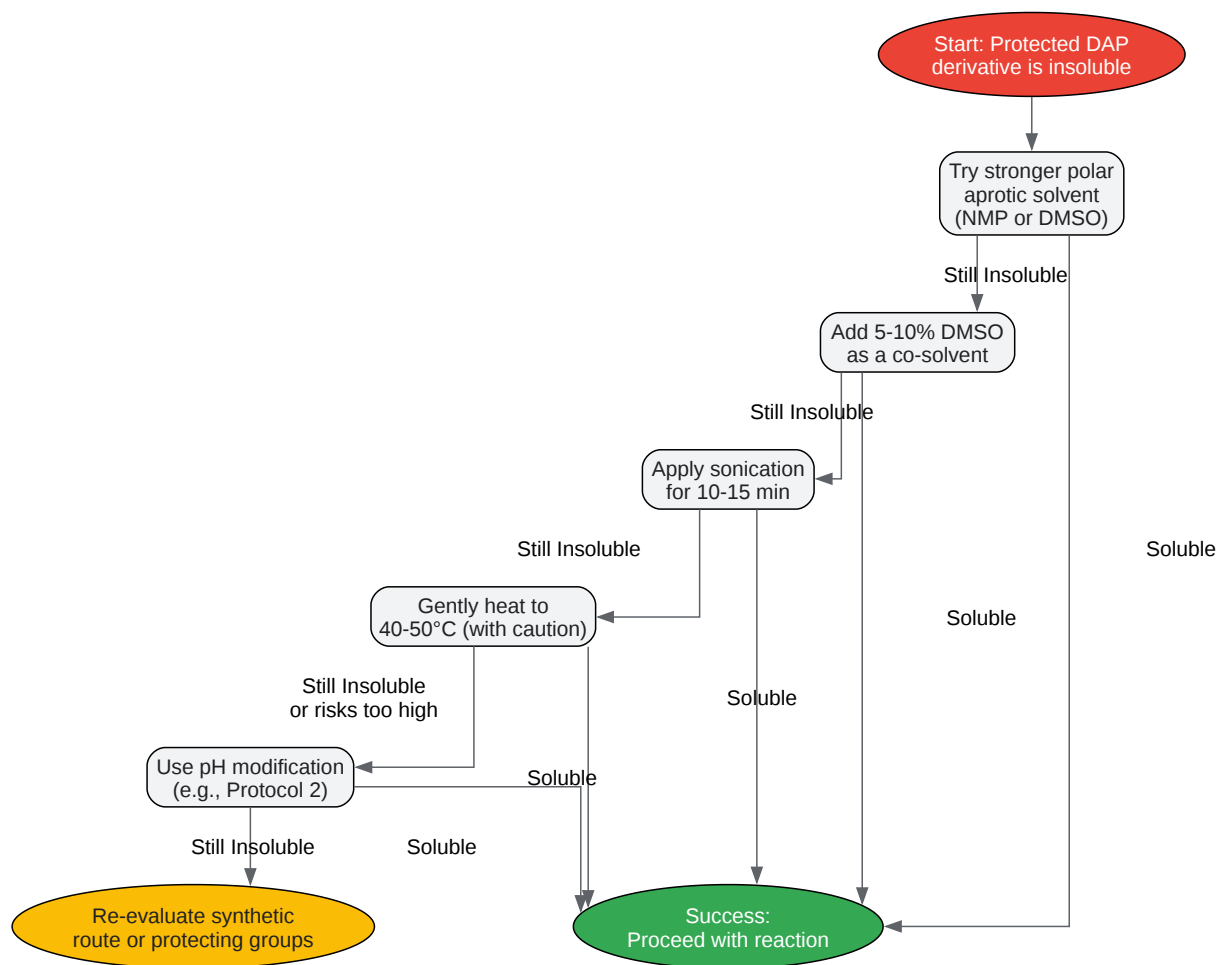 Start: Protected DAP
derivative is insoluble
Try stronger polar
aprotic solvent
(NMP or DMSO)
Still Insoluble
Add 5-10% DMSO
as a co-solvent
Still Insoluble
Apply sonication
for 10-15 min
Still Insoluble
Soluble
Gently heat to
40-50°C (with caution)
Soluble
Still Insoluble
or risks too high
Soluble
Use pH modification
(e.g., Protocol 2)
Soluble
Still Insoluble
Soluble
Re-evaluate synthetic
route or protecting groups
Success:
Proceed with reaction